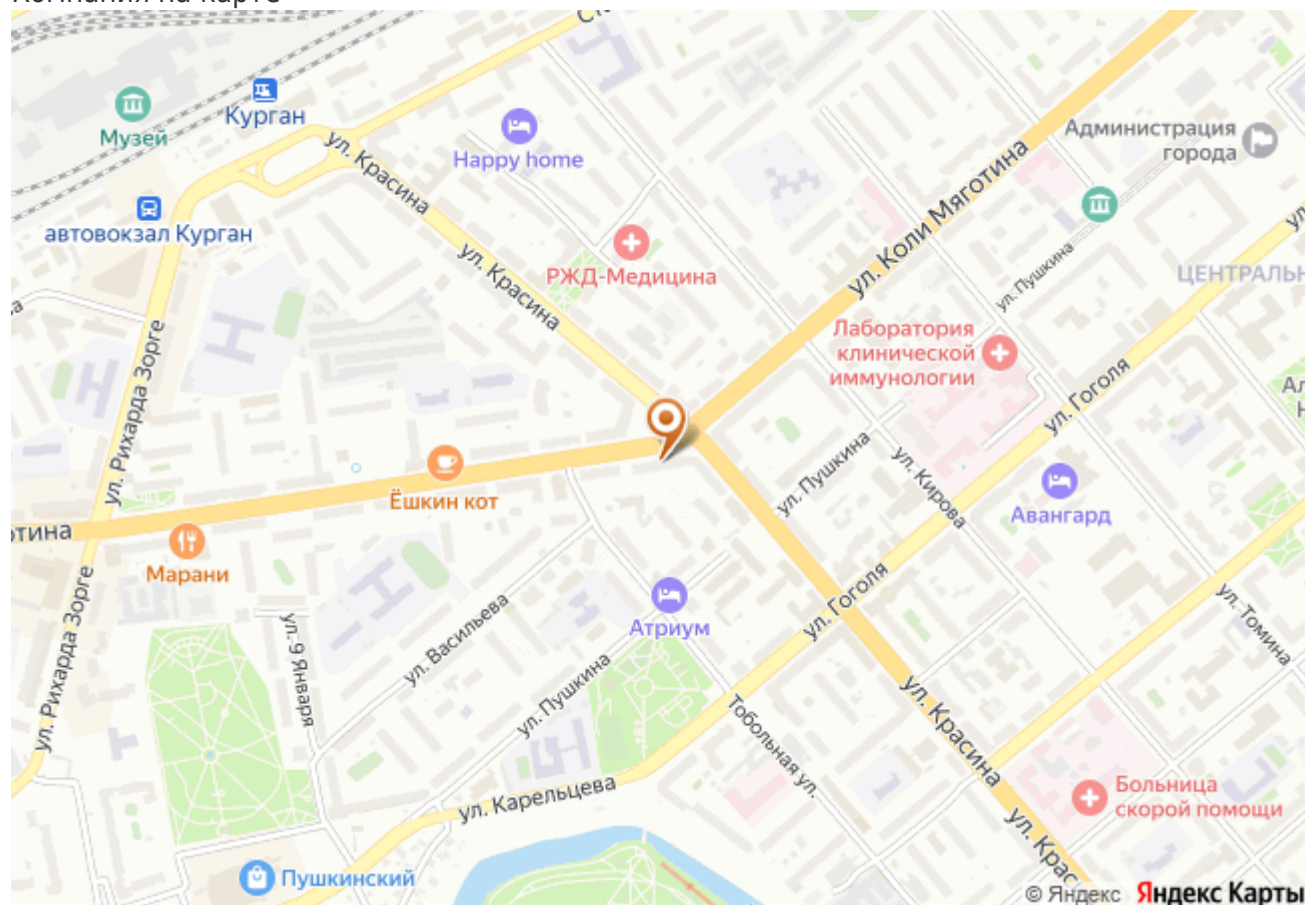 Компания на карте
Курган
Музей
автовокзал Курган
ул. Красина
ул. Красина
Happy home
РЖД-Медицина
ул. Коли Мяготина
Администрация
города
ул. Пушкина
ЦЕНТРАЛЬН
Лаборатория
клинической
иммунологии
ул. Гоголя
ул. Рихарда Зорге
Ёшкин кот
ул. Пушкина
ул. Кирова
Авангард
Марани
ул. Рихарда Зорге
ул. 9 Января
ул. Васильева
Атриум
ул. Гоголя
ул. Томина
ул. Пушкина
Тобольная ул.
ул. Красина
ул. Карельцева
Больница
скорой помощи
Пушкинский
© Яндекс Яндекс Карты